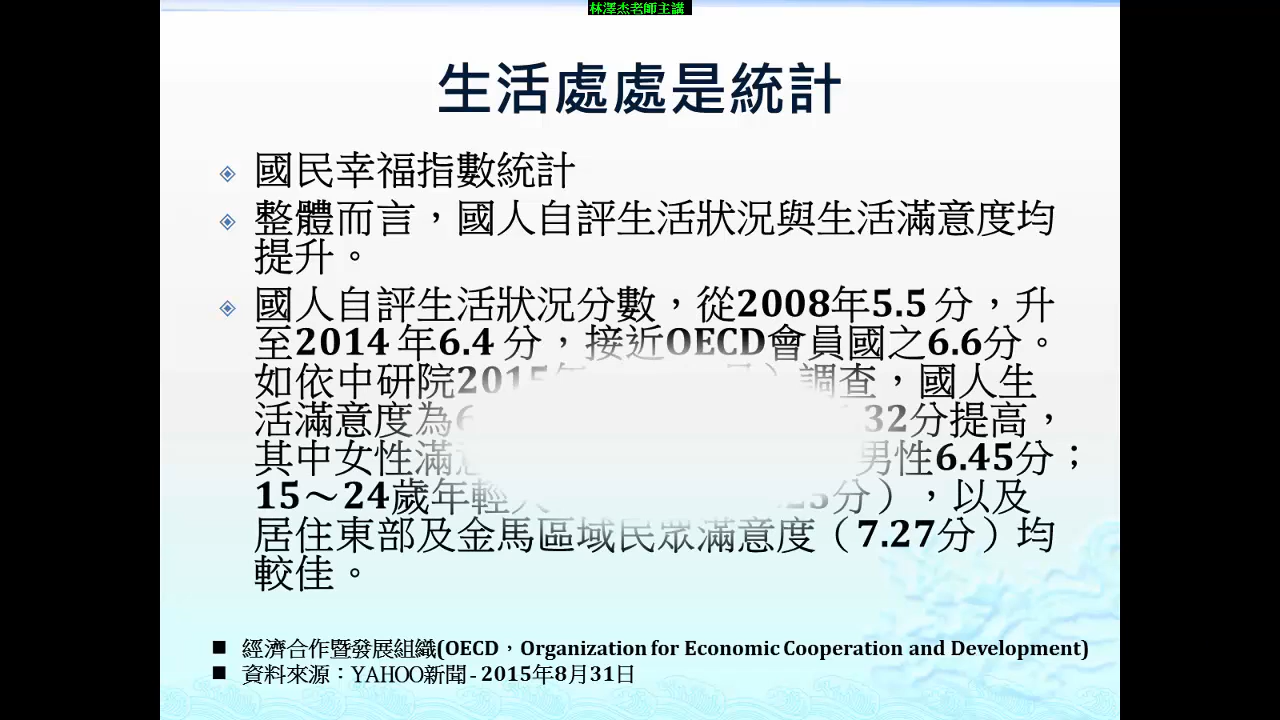 林澤杰老師主講
生活處處是統計
國民幸福指數統計
整體而言，國人自評生活狀況與生活滿意度均
提升。
國人自評生活狀況分數，從2008年5.5 分，升
至2014 年6.4 分，接近OECD會員國之6.6分。
如依中研院2015 調查，國人生
活滿意度為 32分提高，
其中女性滿 男性6.45分；
15～24歲年輕 分），以及
居住東部及金馬區域民眾滿意度（7.27分）均
較佳。
■ 經濟合作暨發展組織(OECD，Organization for Economic Cooperation and Development)
■ 資料來源：YAHOO新聞 - 2015年8月31日